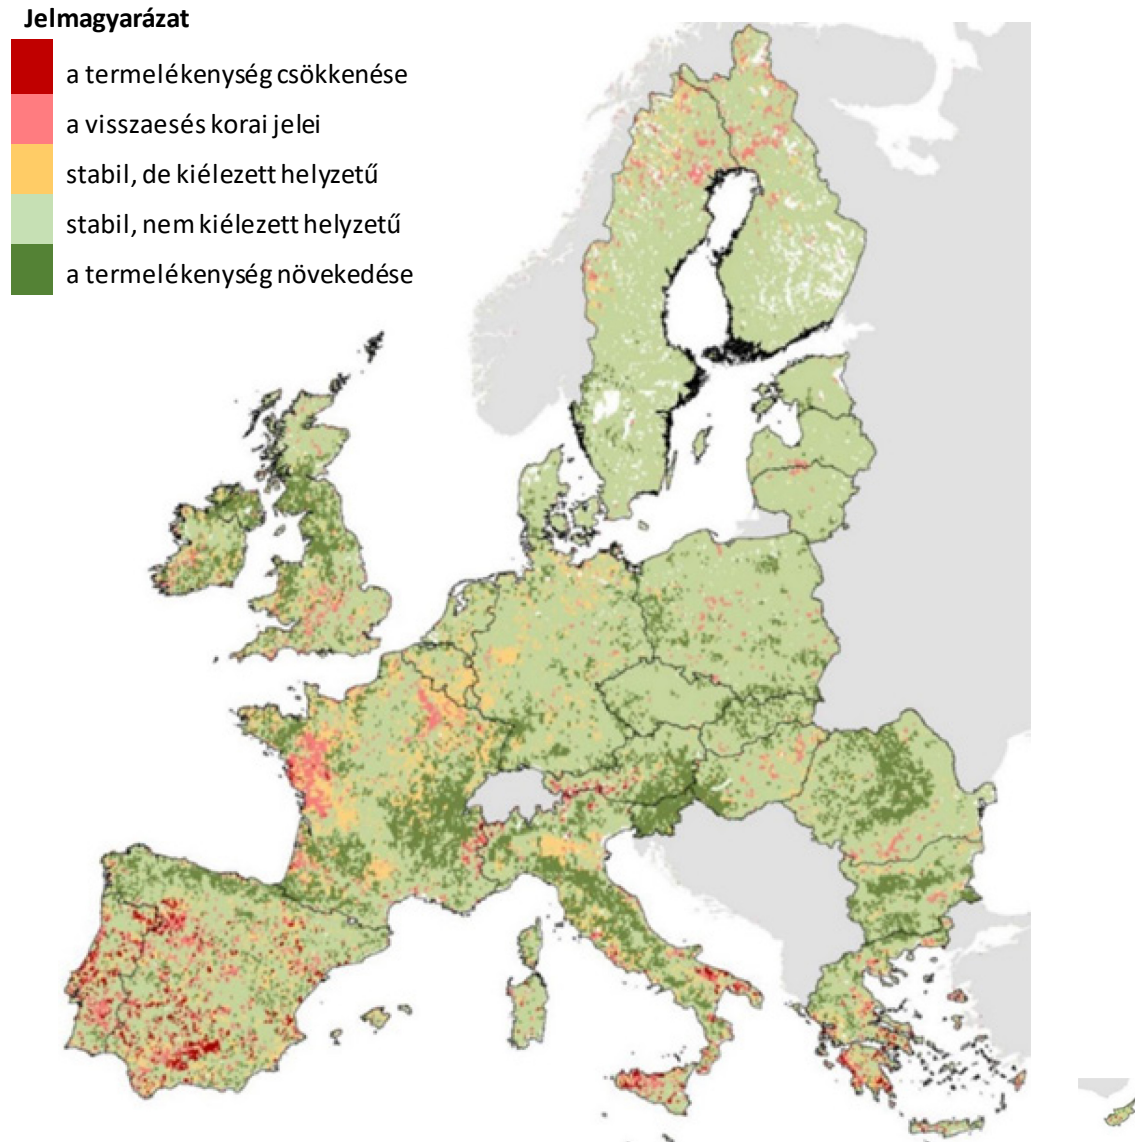 Jelmagyarázat
a termelékenység csökkenése
a visszaesés korai jelei
stabil, de kiélezett helyzetű
stabil, nem kiélezett helyzetű
a termelékenység növekedése